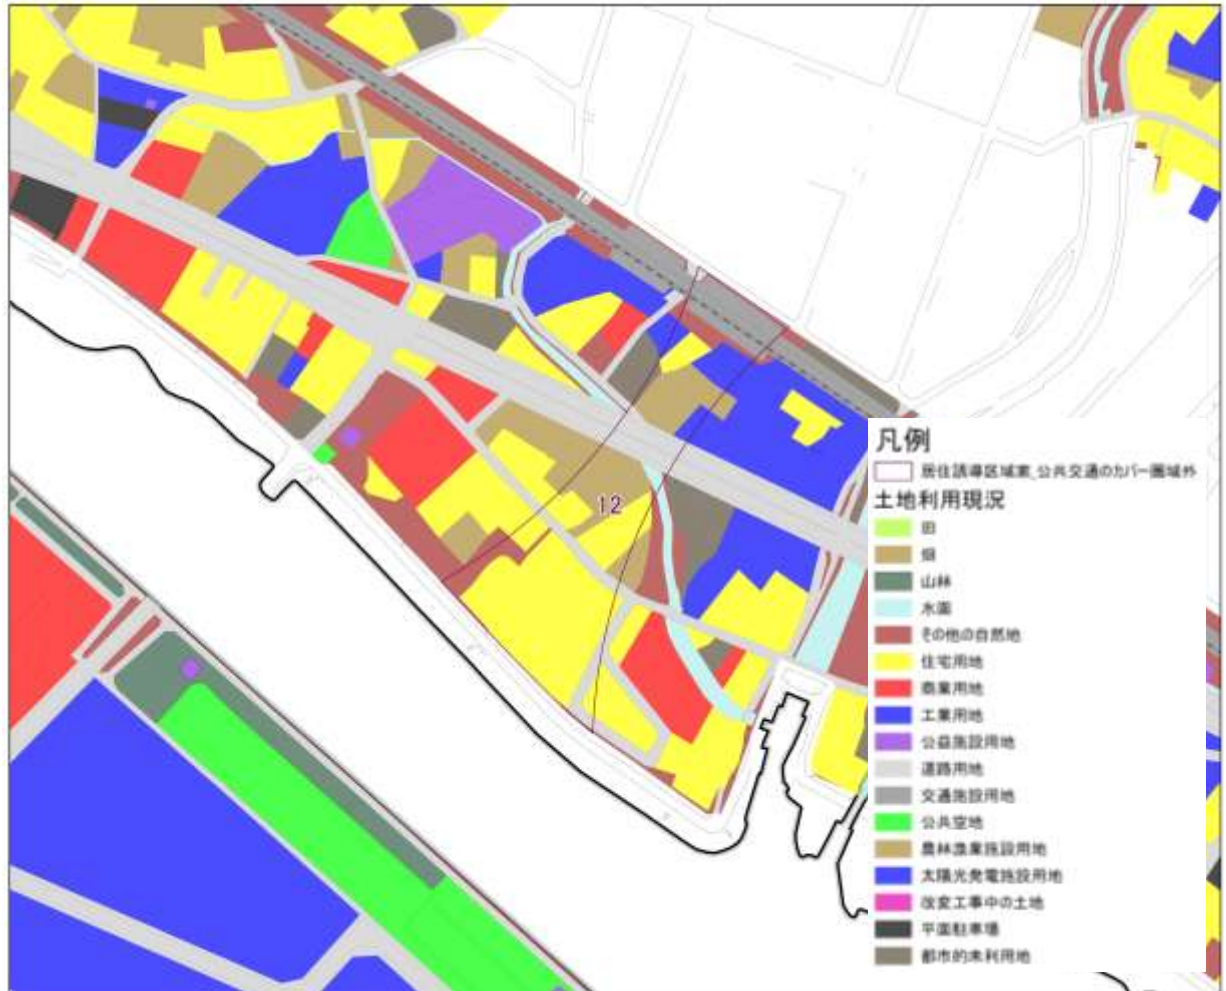 12
凡例
居住誘導区域案_公共交通のカバー圏域外
土地利用現況
田
畑
山林
水面
その他の自然地
住宅用地
商業用地
工業用地
公益施設用地
道路用地
交通施設用地
公共空地
農林漁業施設用地
太陽光発電施設用地
改変工事中の土地
平面駐車場
都市的未利用地